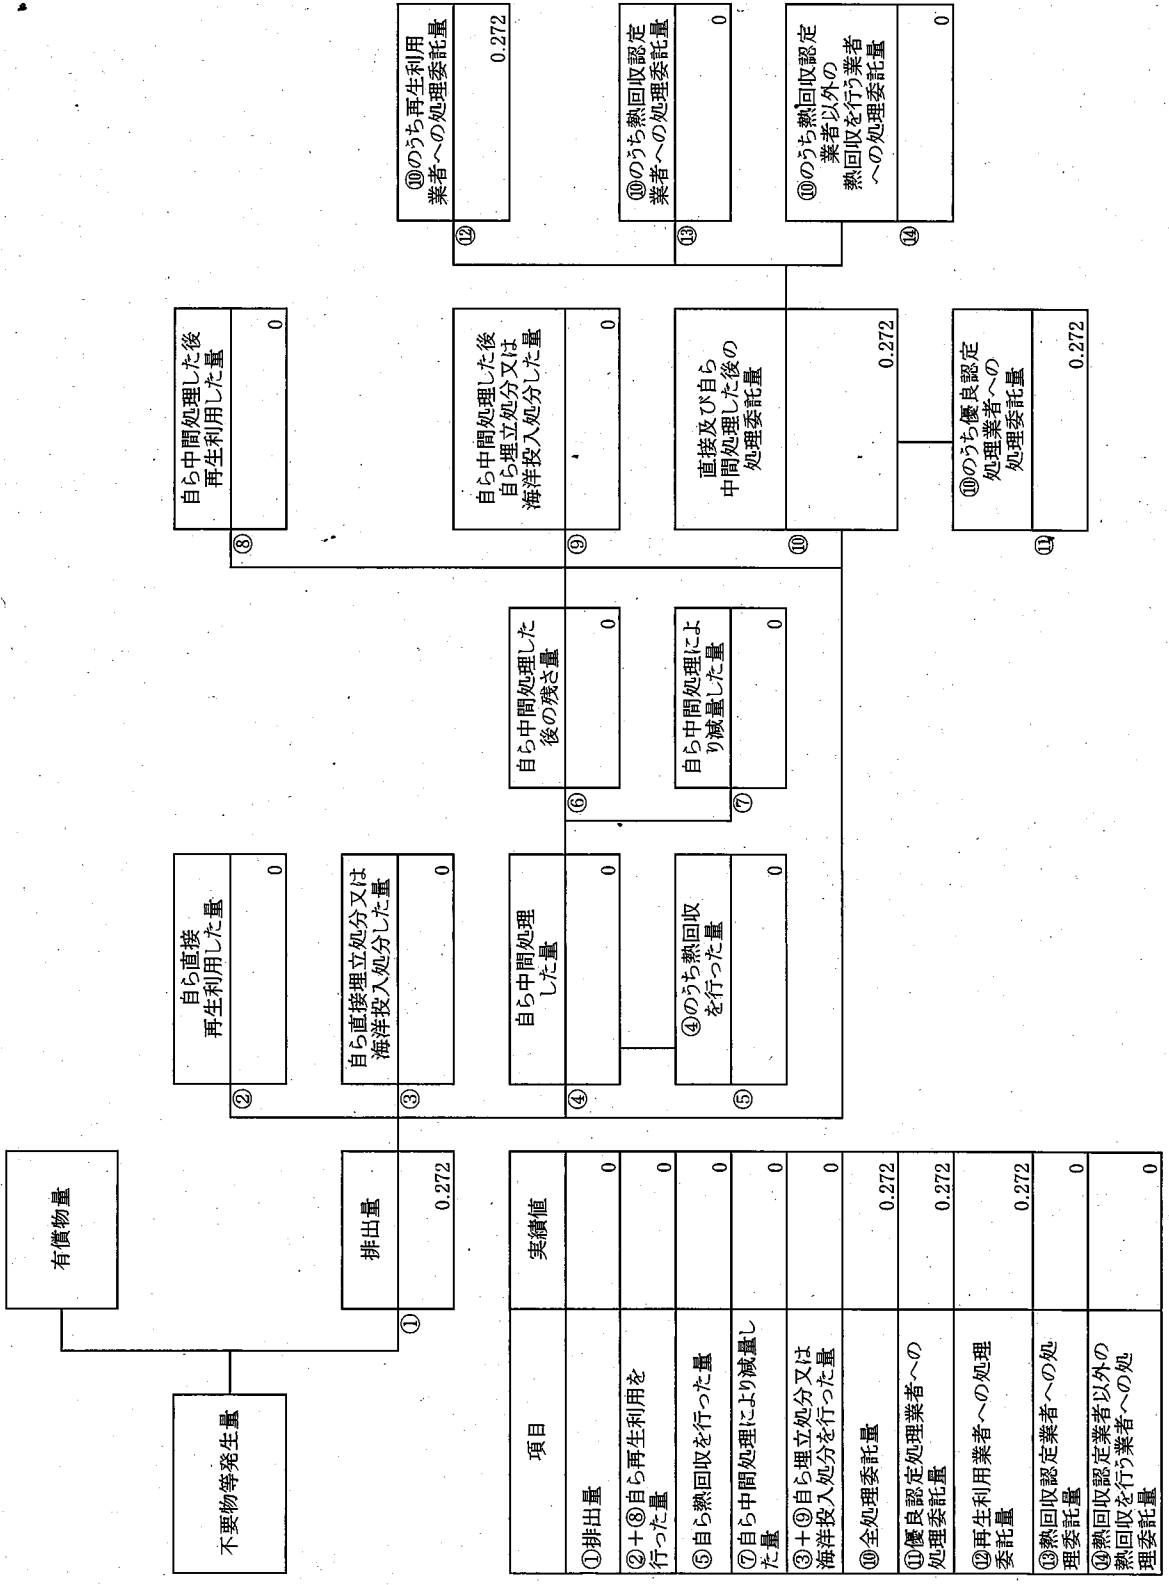 不要物等発生量
有償物量
排出量
①
0.272
自ら直接
再生利用した量
②
0
自ら直接埋立処分又は
海洋投入処分した量
③
0
自ら中間処理
した量
④
0
④のうち熱回収
を行った量
⑤
0
自ら中間処理した
後の残さ量
⑥
0
自ら中間処理によ
り減量した量
⑦
0
自ら中間処理した後
再生利用した量
⑧
0
自ら中間処理した後
自ら埋立処分又は
海洋投入処分した量
⑨
0
直接及び自ら
中間処理した後の
処理委託量
⑩
0.272
⑩のうち優良認定
処理業者への
処理委託量
⑪
0.272
⑩のうち再生利用
業者への処理委託量
⑫
0.272
⑩のうち熱回収認定
業者への処理委託量
⑬
0
⑩のうち熱回収認定
業者以外の
熱回収を行う業者
への処理委託量
⑭
0
項目 実績値
①排出量 0
②+⑧自ら再生利用を
行った量 0
⑤自ら熱回収を行った量 0
⑦自ら中間処理により減量し
た量 0
③+⑨自ら埋立処分又は
海洋投入処分を行った量 0
⑩全処理委託量 0.272
⑪優良認定処理業者への
処理委託量 0.272
⑫再生利用業者への処理
委託量 0.272
⑬熱回収認定業者への処
理委託量 0
⑭熱回収認定業者以外の
熱回収を行う業者への処
理委託量 0